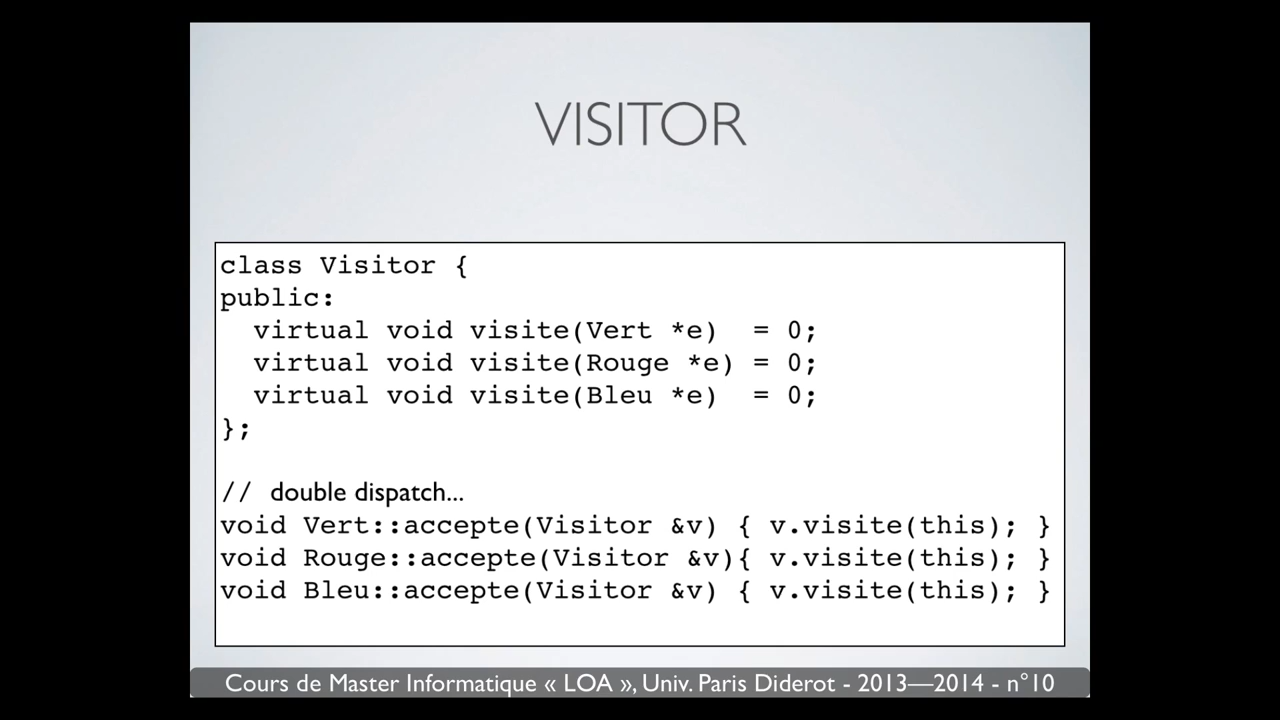 VISITOR
class Visitor {
public:
  virtual void visite(Vert *e)  = 0;
  virtual void visite(Rouge *e) = 0;
  virtual void visite(Bleu *e)  = 0;
};
//  double dispatch...
void Vert::accepte(Visitor &v) { v.visite(this); }
void Rouge::accepte(Visitor &v){ v.visite(this); }
void Bleu::accepte(Visitor &v) { v.visite(this); }
Cours de Master Informatique « LOA », Univ. Paris Diderot - 2013—2014 - n°10